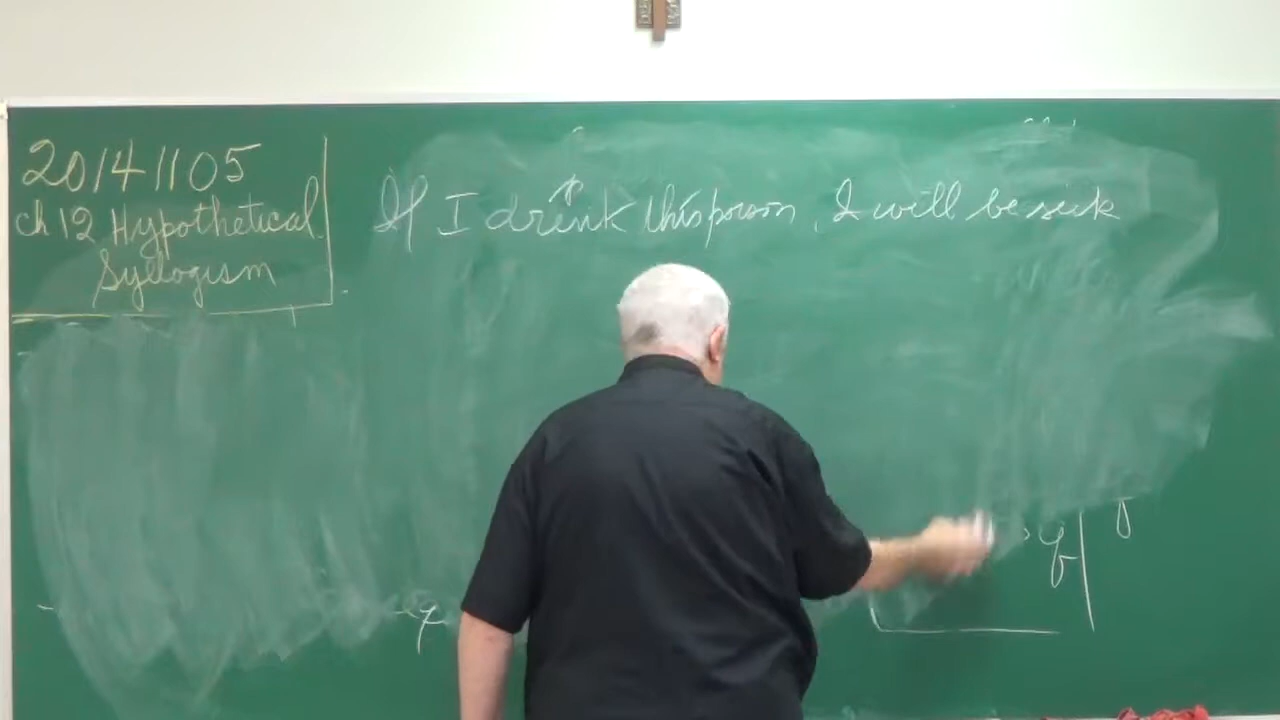 20141105
ch 12 Hypothetical
Syllogism
If I drink this poison, I will be sick
q
q